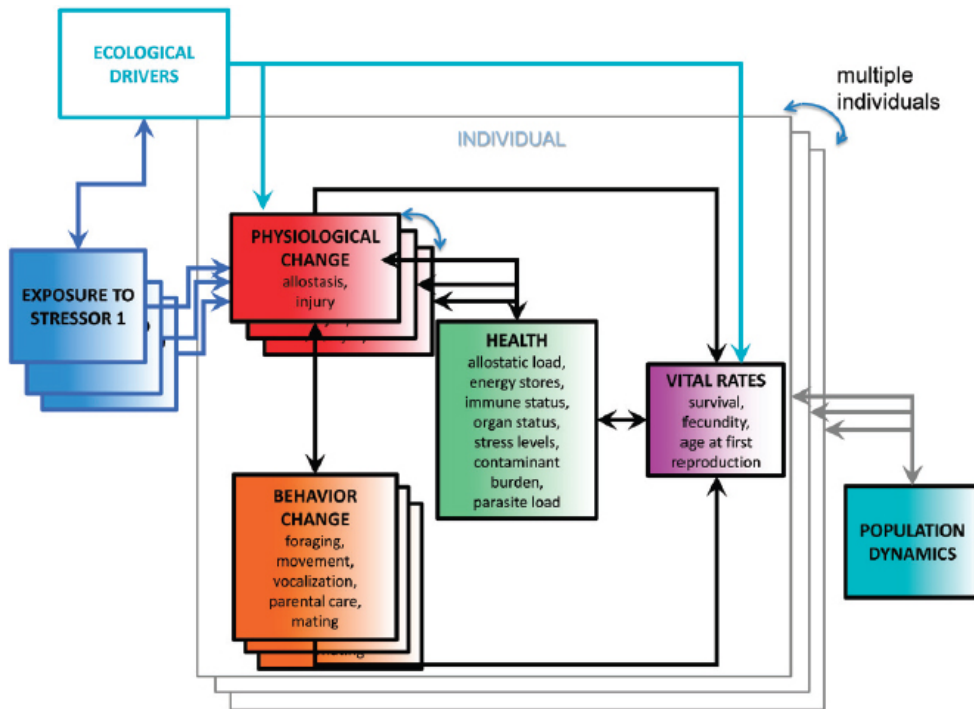 ECOLOGICAL
DRIVERS
multiple
individuals
INDIVIDUAL
PHYSIOLOGICAL
CHANGE
allostasis,
injury
EXPOSURE TO
STRESSOR 1
HEALTH
allostatic load,
energy stores,
immune status,
organ status,
stress levels,
contaminant
burden,
parasite load
VITAL RATES
survival,
fecundity,
age at first
reproduction
BEHAVIOR
CHANGE
foraging,
movement,
vocalization,
parental care,
mating
POPULATION
DYNAMICS